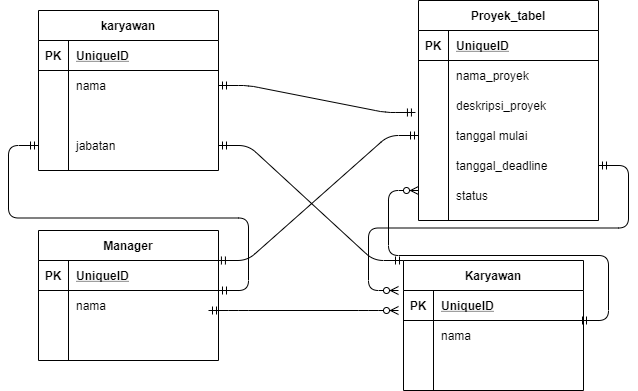 karyawan
PK UniqueID
nama
jabatan
Proyek_tabel
PK UniqueID
nama_proyek
deskripsi_proyek
tanggal mulai
tanggal_deadline
status
Manager
PK UniqueID
nama
Karyawan
PK UniqueID
nama